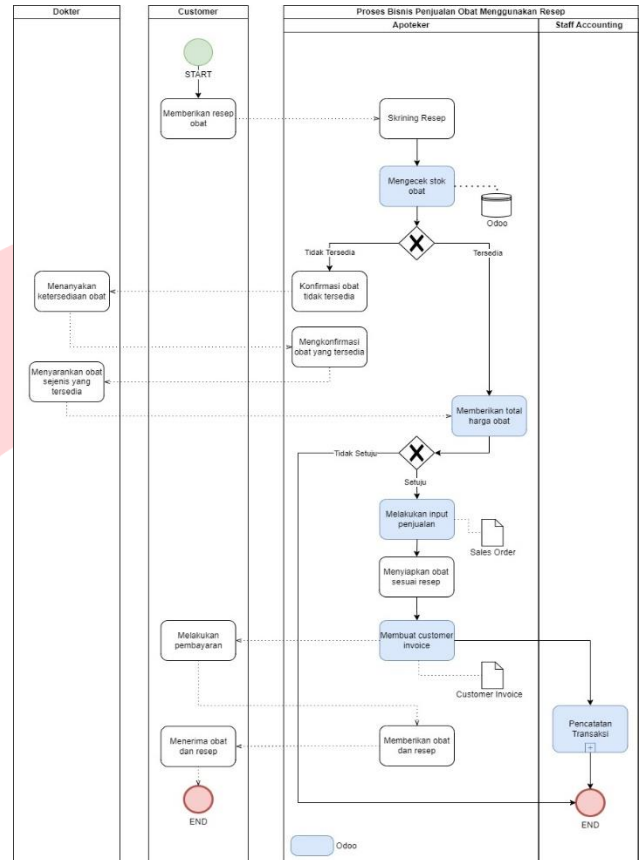 Dokter
Customer
Proses Bisnis Penjualan Obat Menggunakan Resep
Apoteker
Staff Accounting
START
Memberikan resep
obat
Skrining Resep
Mengecek stok
obat
Odoo
Tidak Tersedia
Tersedia
Menanyakan
ketersediaan obat
Konfirmasi obat
tidak tersedia
Mengkonfirmasi
obat yang tersedia
Menyarankan obat
sejenis yang
tersedia
Memberikan total
harga obat
Tidak Setuju
Setuju
Melakukan input
penjualan
Sales Order
Menyiapkan obat
sesuai resep
Melakukan
pembayaran
Membuat customer
invoice
Customer Invoice
Pencatatan
Transaksi
Menerima obat
dan resep
Memberikan obat
dan resep
END
END
Odoo